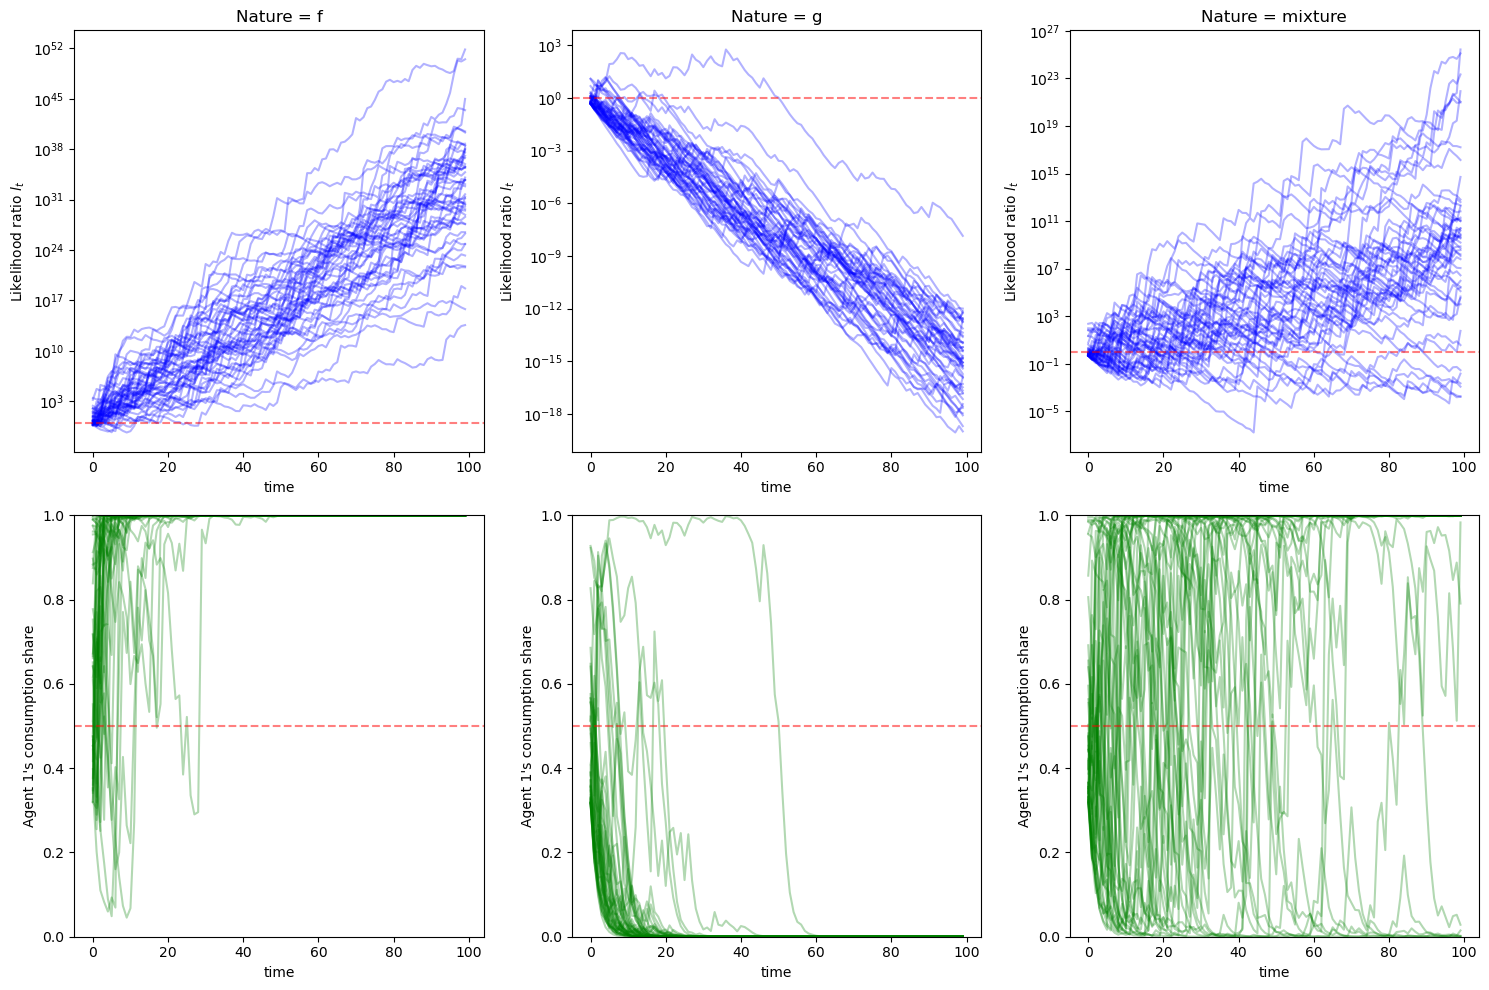 Nature = f
Nature = g
Nature = mixture
Likelihood ratio $l_t$
10^52
10^45
10^38
10^31
10^24
10^17
10^10
10^3
0 20 40 60 80 100
time
Likelihood ratio $l_t$
10^3
10^0
10^-3
10^-6
10^-9
10^-12
10^-15
10^-18
0 20 40 60 80 100
time
Likelihood ratio $l_t$
10^27
10^23
10^19
10^15
10^11
10^7
10^3
10^-1
10^-5
0 20 40 60 80 100
time
Agent 1's consumption share
1.0
0.8
0.6
0.4
0.2
0.0
0 20 40 60 80 100
time
Agent 1's consumption share
1.0
0.8
0.6
0.4
0.2
0.0
0 20 40 60 80 100
time
Agent 1's consumption share
1.0
0.8
0.6
0.4
0.2
0.0
0 20 40 60 80 100
time